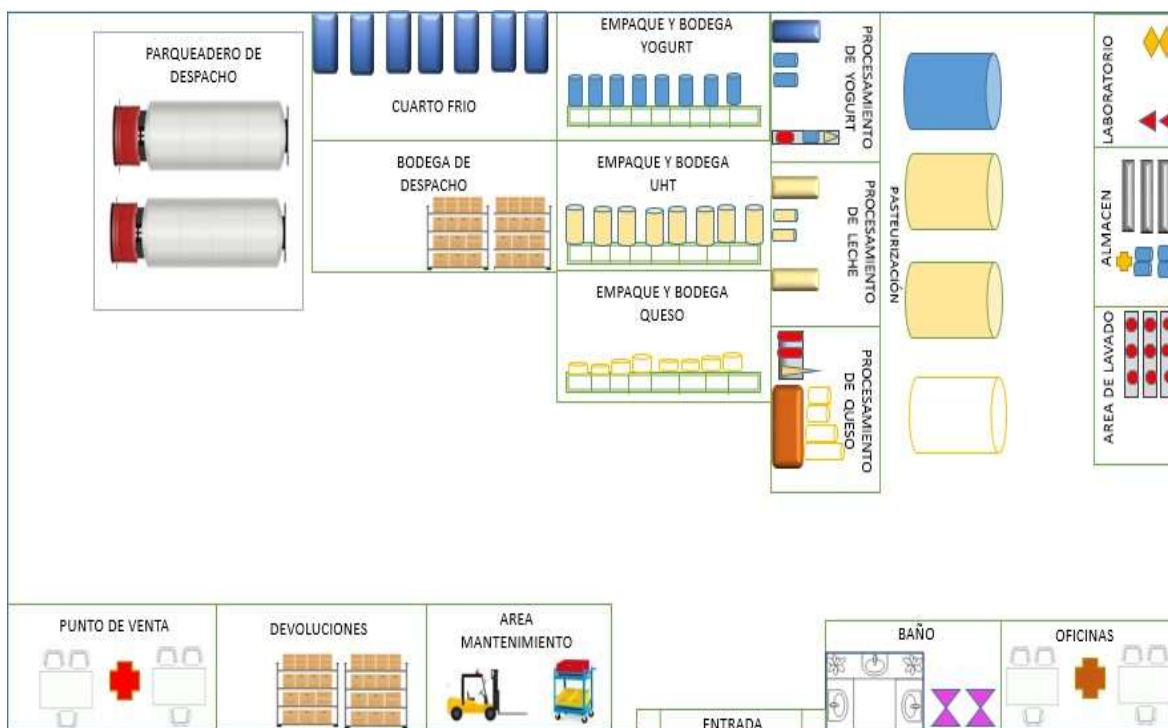 PARQUEADERO DE
DESPACHO
CUARTO FRIO
EMPAQUE Y BODEGA
YOGURT
PROCESAMIENTO
DE YOGURT
LABORATORIO
BODEGA DE
DESPACHO
EMPAQUE Y BODEGA
UHT
PROCESAMIENTO
DE LECHE
PASTEURIZACIÓN
ALMACEN
EMPAQUE Y BODEGA
QUESO
PROCESAMIENTO
DE QUESO
AREA DE LAVADO
PUNTO DE VENTA
DEVOLUCIONES
AREA
MANTENIMIENTO
ENTRADA
BAÑO
OFICINAS